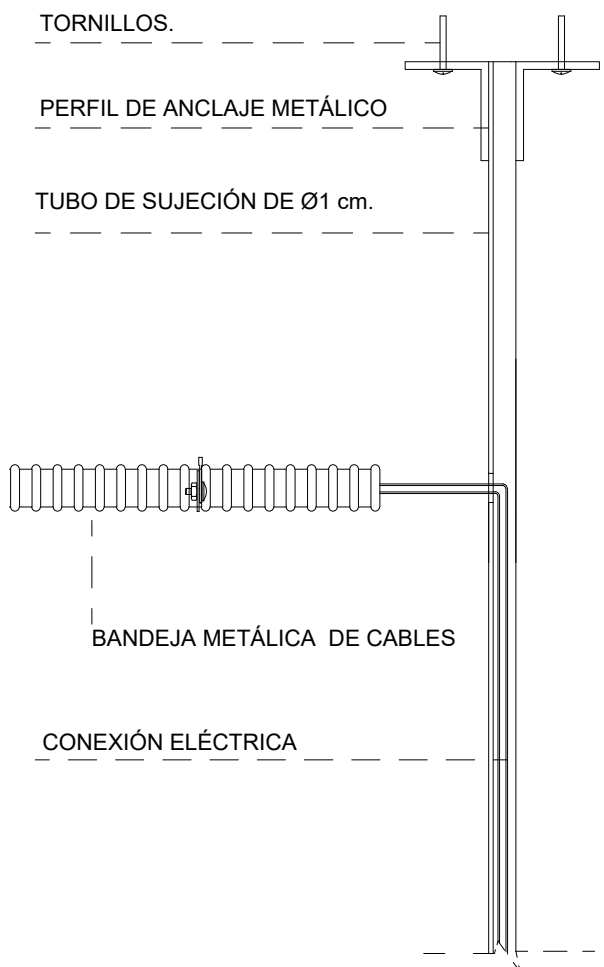 TORNILLOS.
PERFIL DE ANCLAJE METÁLICO
TUBO DE SUJECIÓN DE Ø1 cm.
BANDEJA METÁLICA DE CABLES
CONEXIÓN ELÉCTRICA